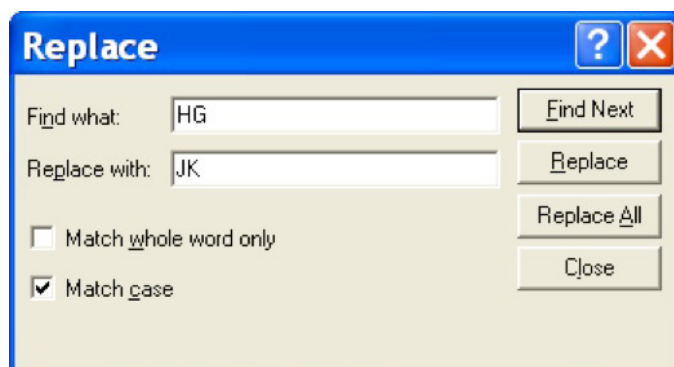 Replace
Find what: HG
Find Next
Replace with: JK
Replace
Match whole word only
Replace All
Match case
Close